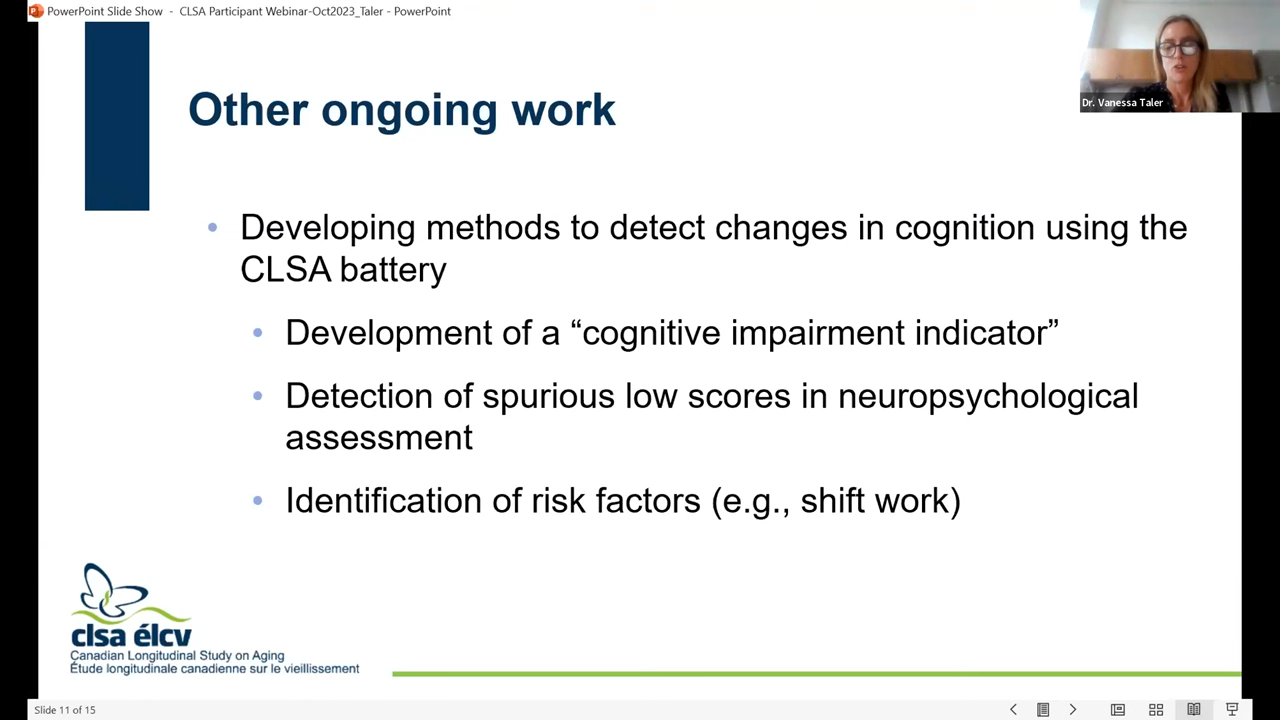 PowerPoint Slide Show - CLSA Participant Webinar-Oct2023_Taler - PowerPoint
Dr. Vanessa Taler
Other ongoing work
• Developing methods to detect changes in cognition using the
CLSA battery
• Development of a “cognitive impairment indicator”
• Detection of spurious low scores in neuropsychological
assessment
• Identification of risk factors (e.g., shift work)
clsa élcv
Canadian Longitudinal Study on Aging
Étude longitudinale canadienne sur le vieillissement
Slide 11 of 15